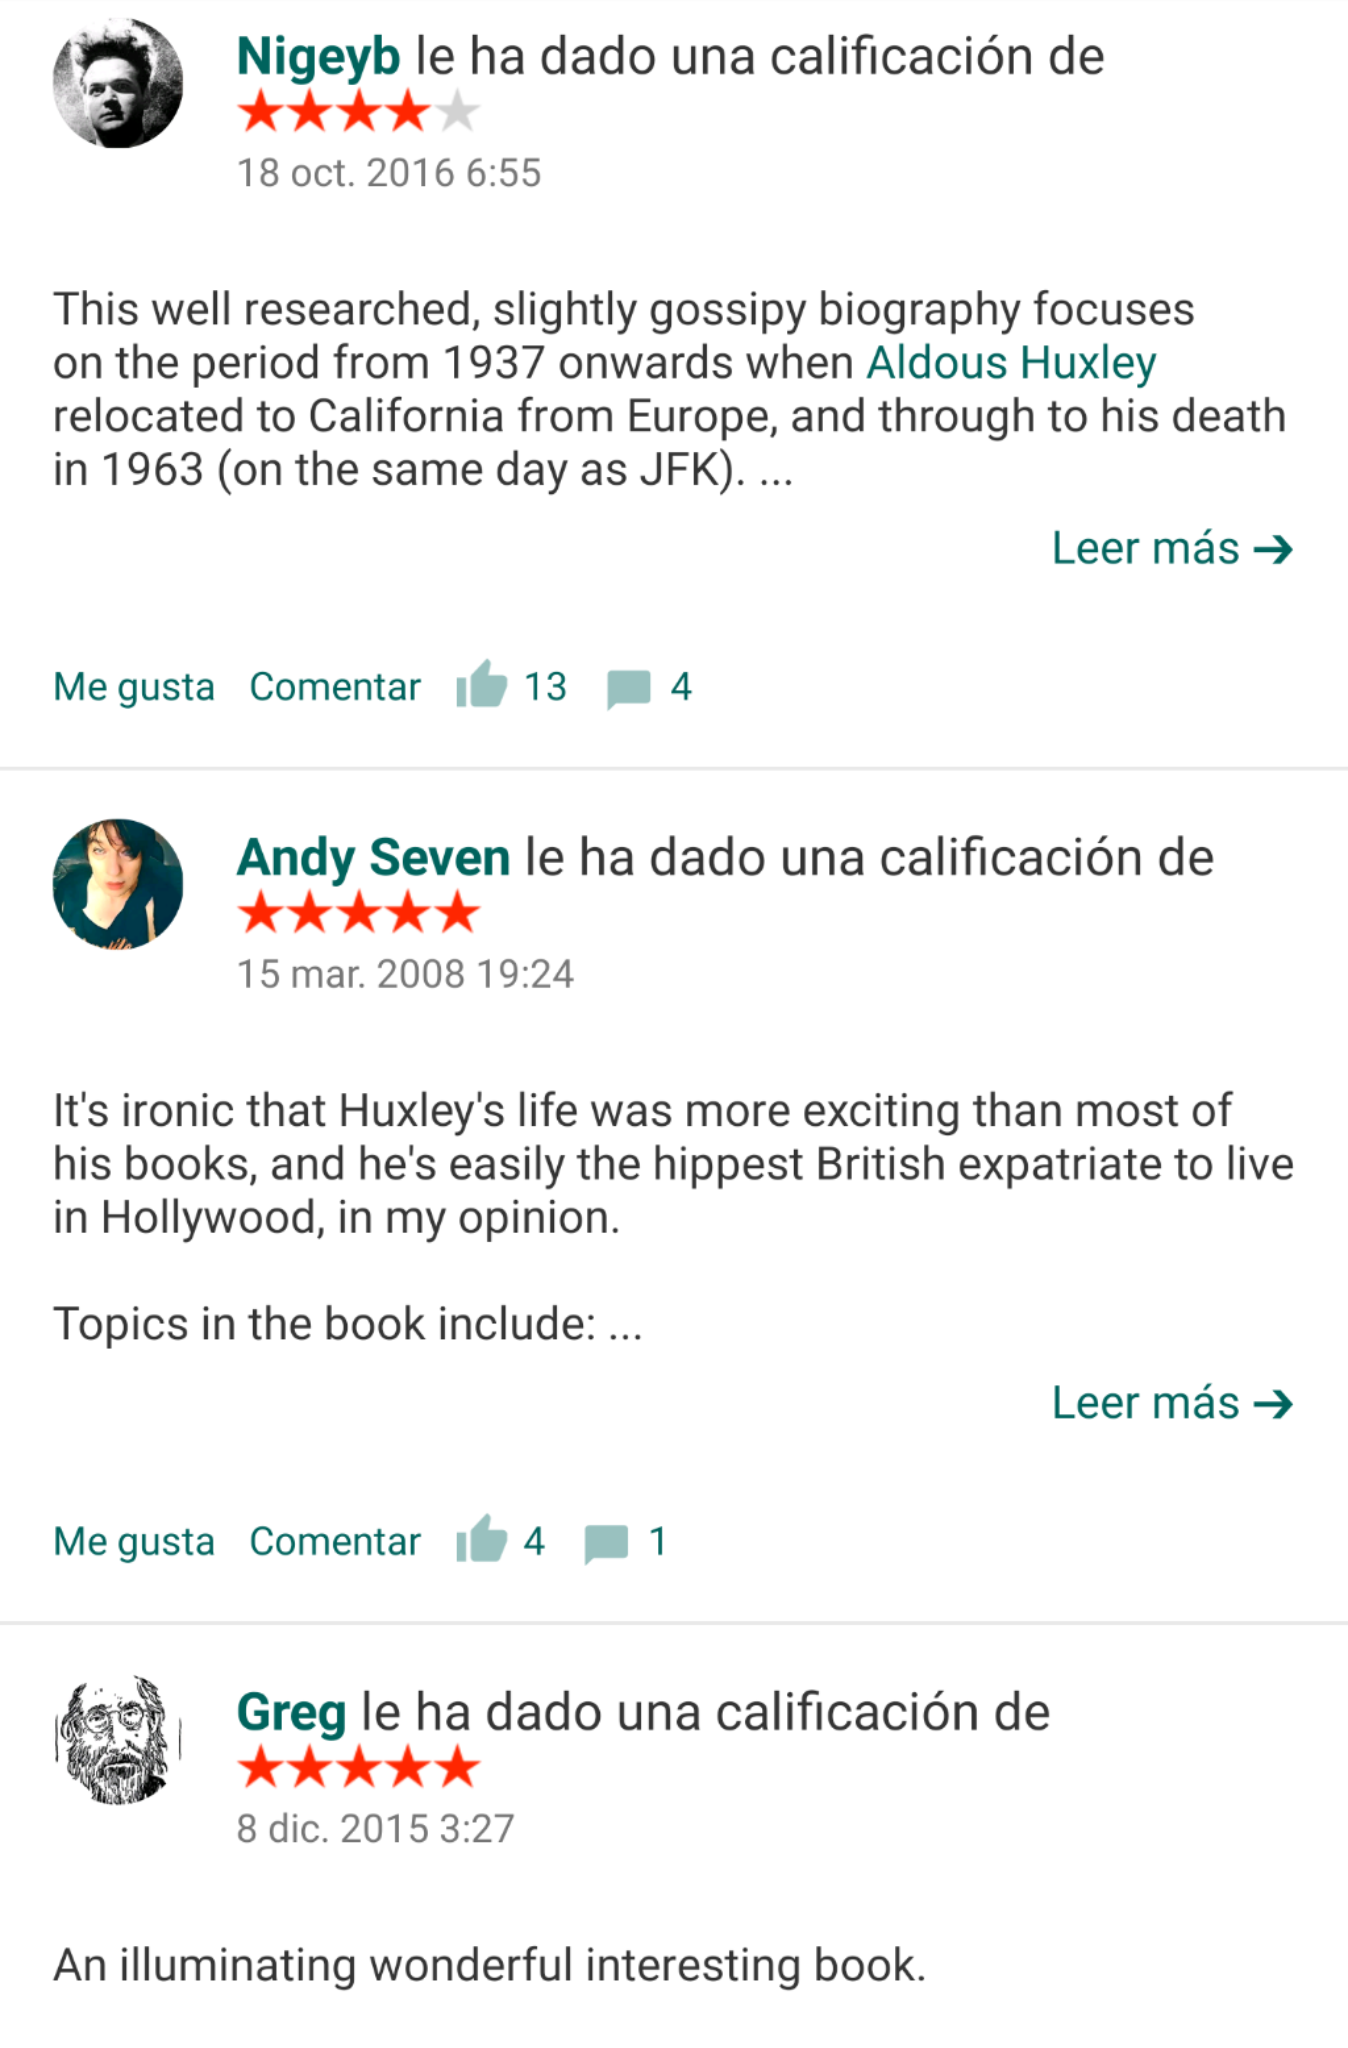 Nigeyb le ha dado una calificación de
18 oct. 2016 6:55
This well researched, slightly gossipy biography focuses
on the period from 1937 onwards when Aldous Huxley
relocated to California from Europe, and through to his death
in 1963 (on the same day as JFK). ...
Leer más →
Me gusta Comentar 13 4
Andy Seven le ha dado una calificación de
15 mar. 2008 19:24
It's ironic that Huxley's life was more exciting than most of
his books, and he's easily the hippest British expatriate to live
in Hollywood, in my opinion.
Topics in the book include: ...
Leer más →
Me gusta Comentar 4 1
Greg le ha dado una calificación de
8 dic. 2015 3:27
An illuminating wonderful interesting book.